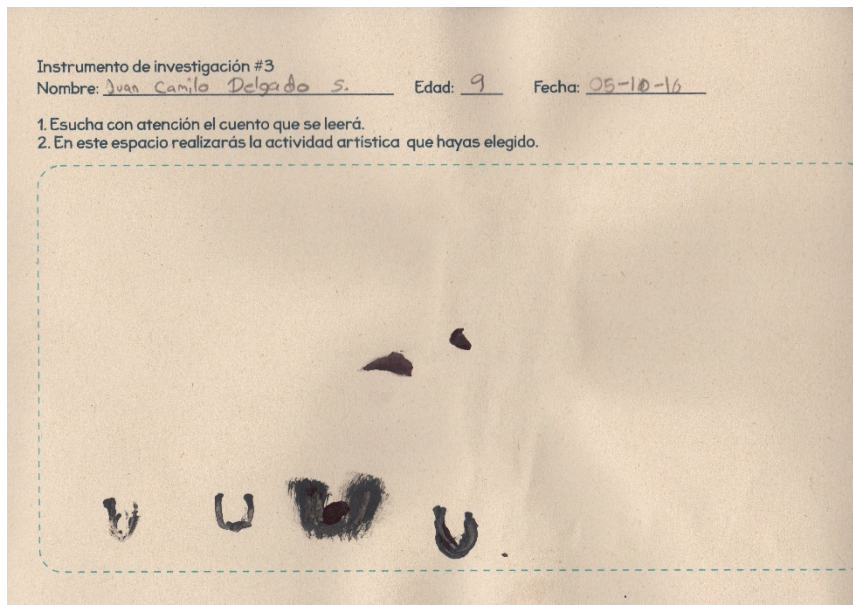 Instrumento de investigación #3
Nombre: Juan Camilo Delgado S. Edad: 9 Fecha: 05-10-16
1. Esucha con atención el cuento que se leerá.
2. En este espacio realizarás la actividad artística que hayas elegido.